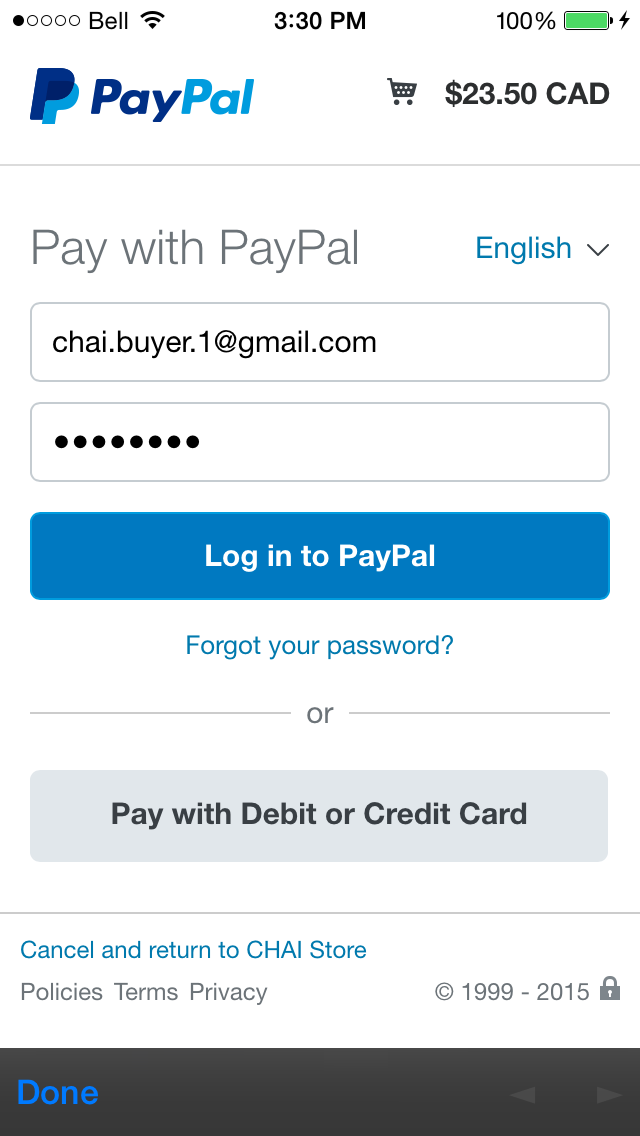 Bell 3:30 PM 100%
PayPal $23.50 CAD
Pay with PayPal English
chai.buyer.1@gmail.com
••••••••
Log in to PayPal
Forgot your password?
or
Pay with Debit or Credit Card
Cancel and return to CHAI Store
Policies Terms Privacy © 1999 - 2015
Done